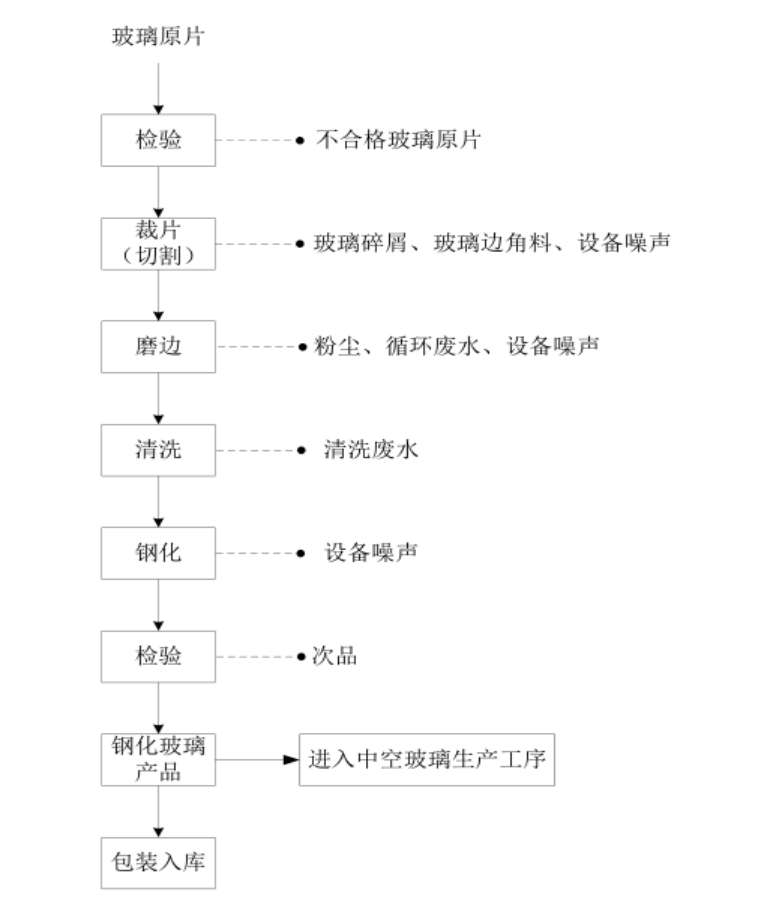 玻璃原片
检验
不合格玻璃原片
裁片
（切割）
玻璃碎屑、玻璃边角料、设备噪声
磨边
粉尘、循环废水、设备噪声
清洗
清洗废水
钢化
设备噪声
检验
次品
钢化玻璃
产品
进入中空玻璃生产工序
包装入库